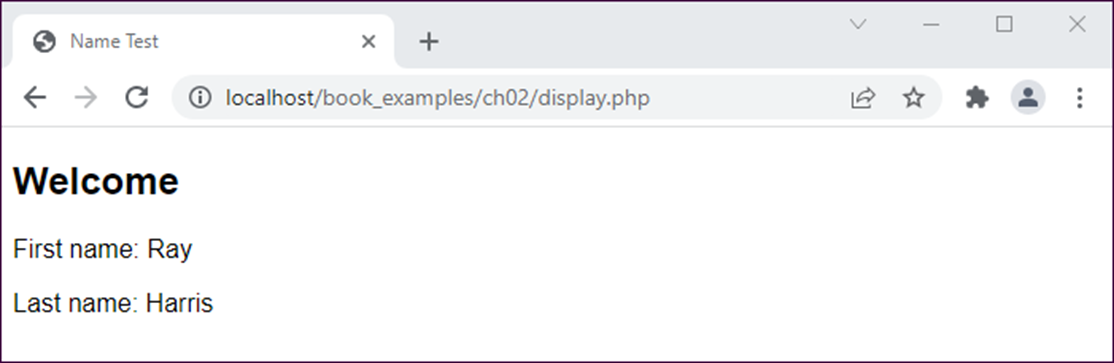 Name Test
localhost/book_examples/ch02/display.php
Welcome
First name: Ray
Last name: Harris